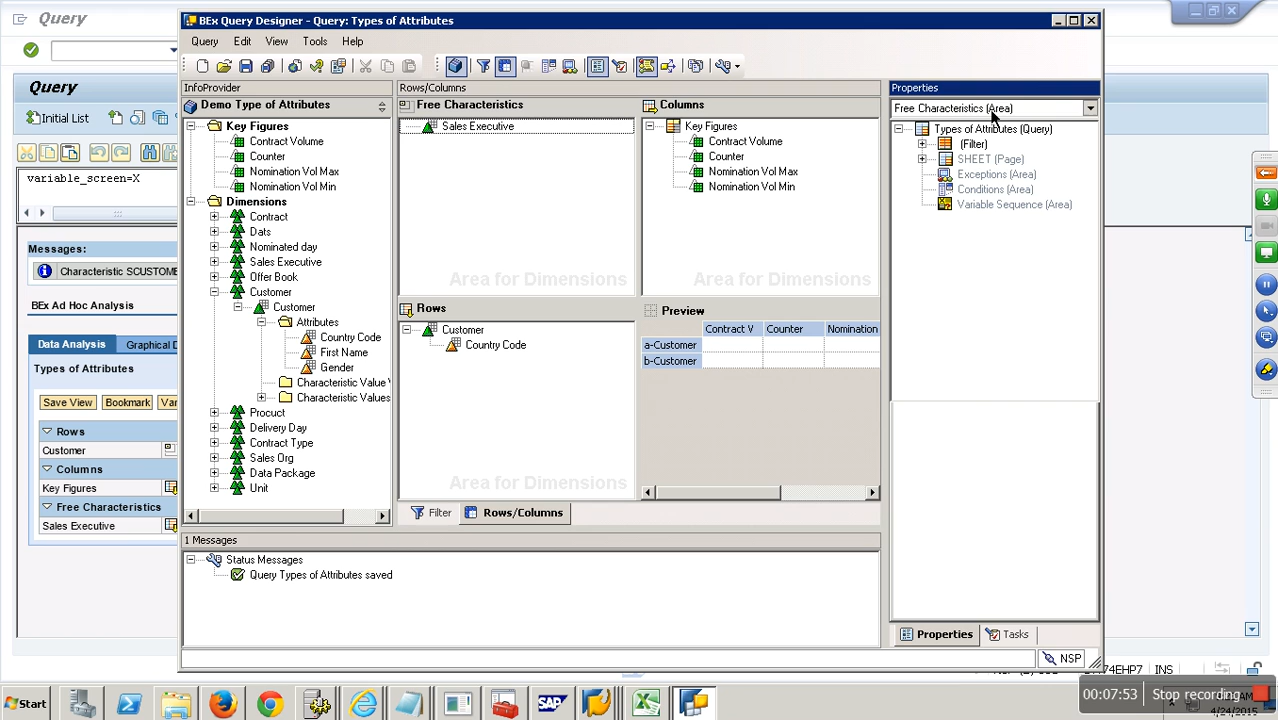 Query
BEx Query Designer - Query: Types of Attributes
Query Edit View Tools Help
InfoProvider
Demo Type of Attributes
Key Figures
Contract Volume
Counter
Nomination Vol Max
Nomination Vol Min
Dimensions
Contract
Dats
Nominated day
Sales Executive
Offer Book
Customer
Customer
Attributes
Country Code
First Name
Gender
Characteristic Value
Characteristic Values
Product
Delivery Day
Contract Type
Sales Org
Data Package
Unit
Rows/Columns
Free Characteristics
Sales Executive
Area for Dimensions
Columns
Key Figures
Contract Volume
Counter
Nomination Vol Max
Nomination Vol Min
Area for Dimensions
Rows
Customer
Country Code
Area for Dimensions
Preview
Contract V Counter Nomination
a-Customer
b-Customer
Filter Rows/Columns
1 Messages
Status Messages
Query Types of Attributes saved
Properties
Free Characteristics (Area)
Types of Attributes (Query)
(Filter)
SHEET (Page)
Exceptions (Area)
Conditions (Area)
Variable Sequence (Area)
Properties Tasks
NSP
Query
Initial List
variable_screen=X
Messages:
Characteristic SCUSTOME
BEx Ad Hoc Analysis
Data Analysis Graphical D
Types of Attributes
Save View Bookmark Var
Rows
Customer
Columns
Key Figures
Free Characteristics
Sales Executive
74EHP7 INS
00:07:53 Stop recording
Start
SAP
4/24/2015